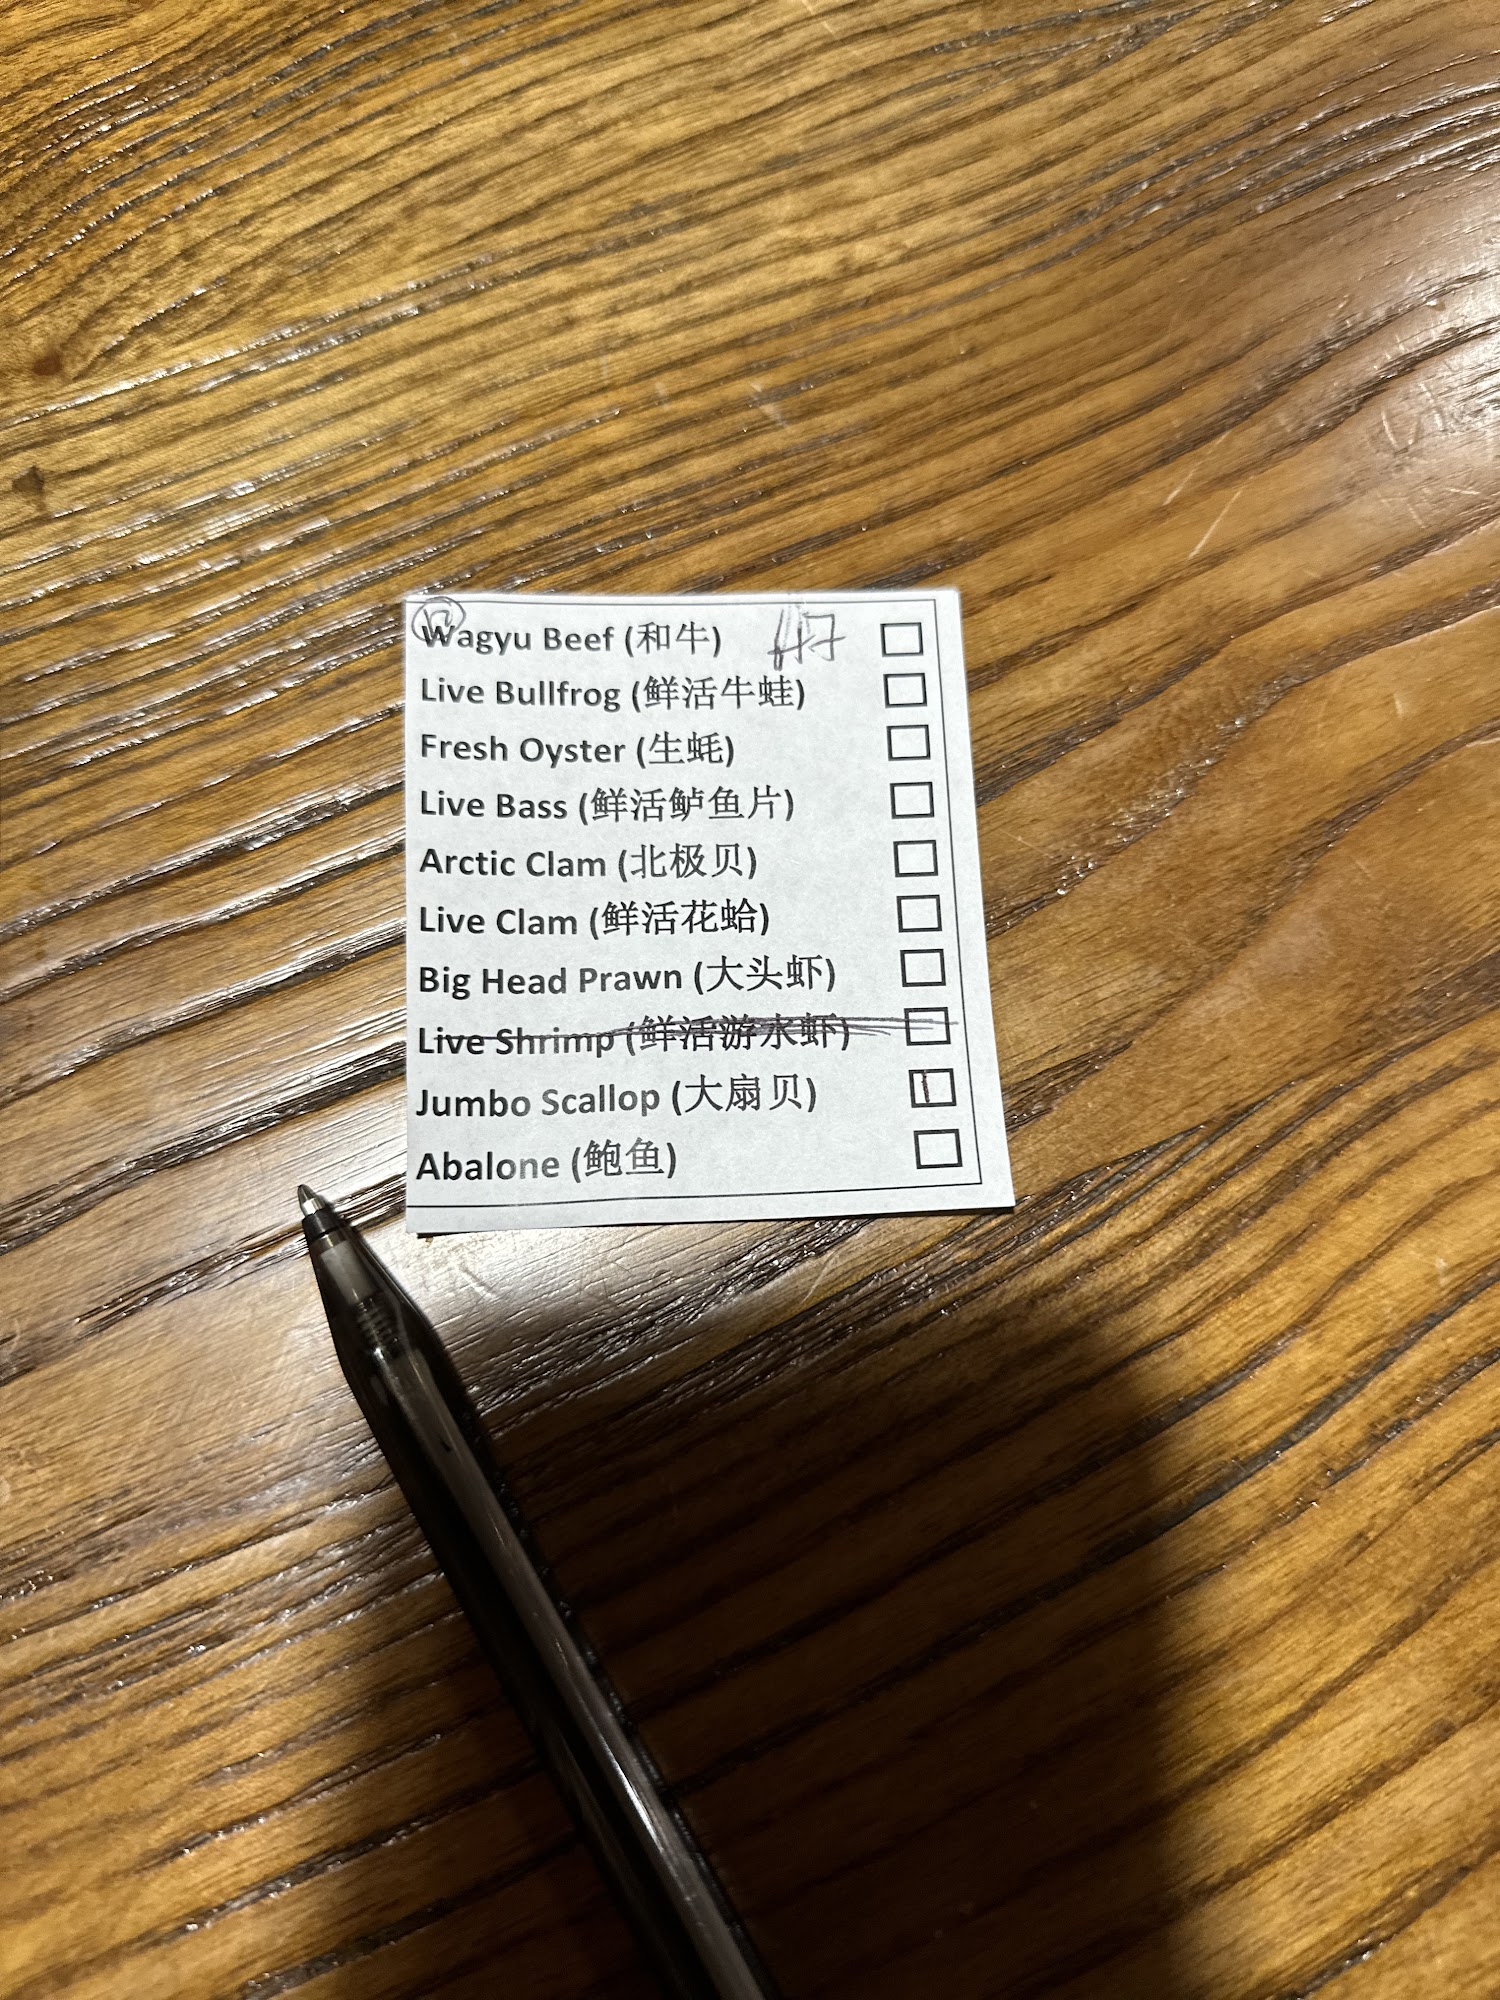 Wagyu Beef (和牛)
Live Bullfrog (鲜活牛蛙)
Fresh Oyster (生蚝)
Live Bass (鲜活鲈鱼片)
Arctic Clam (北极贝)
Live Clam (鲜活花蛤)
Big Head Prawn (大头虾)
Live Shrimp (鲜活游水虾)
Jumbo Scallop (大扇贝) 1
Abalone (鲍鱼)